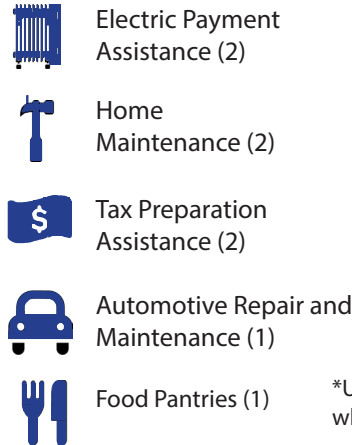 Electric Payment
Assistance (2)
Home
Maintenance (2)
$
Tax Preparation
Assistance (2)
Automotive Repair and
Maintenance (1)
Food Pantries (1)